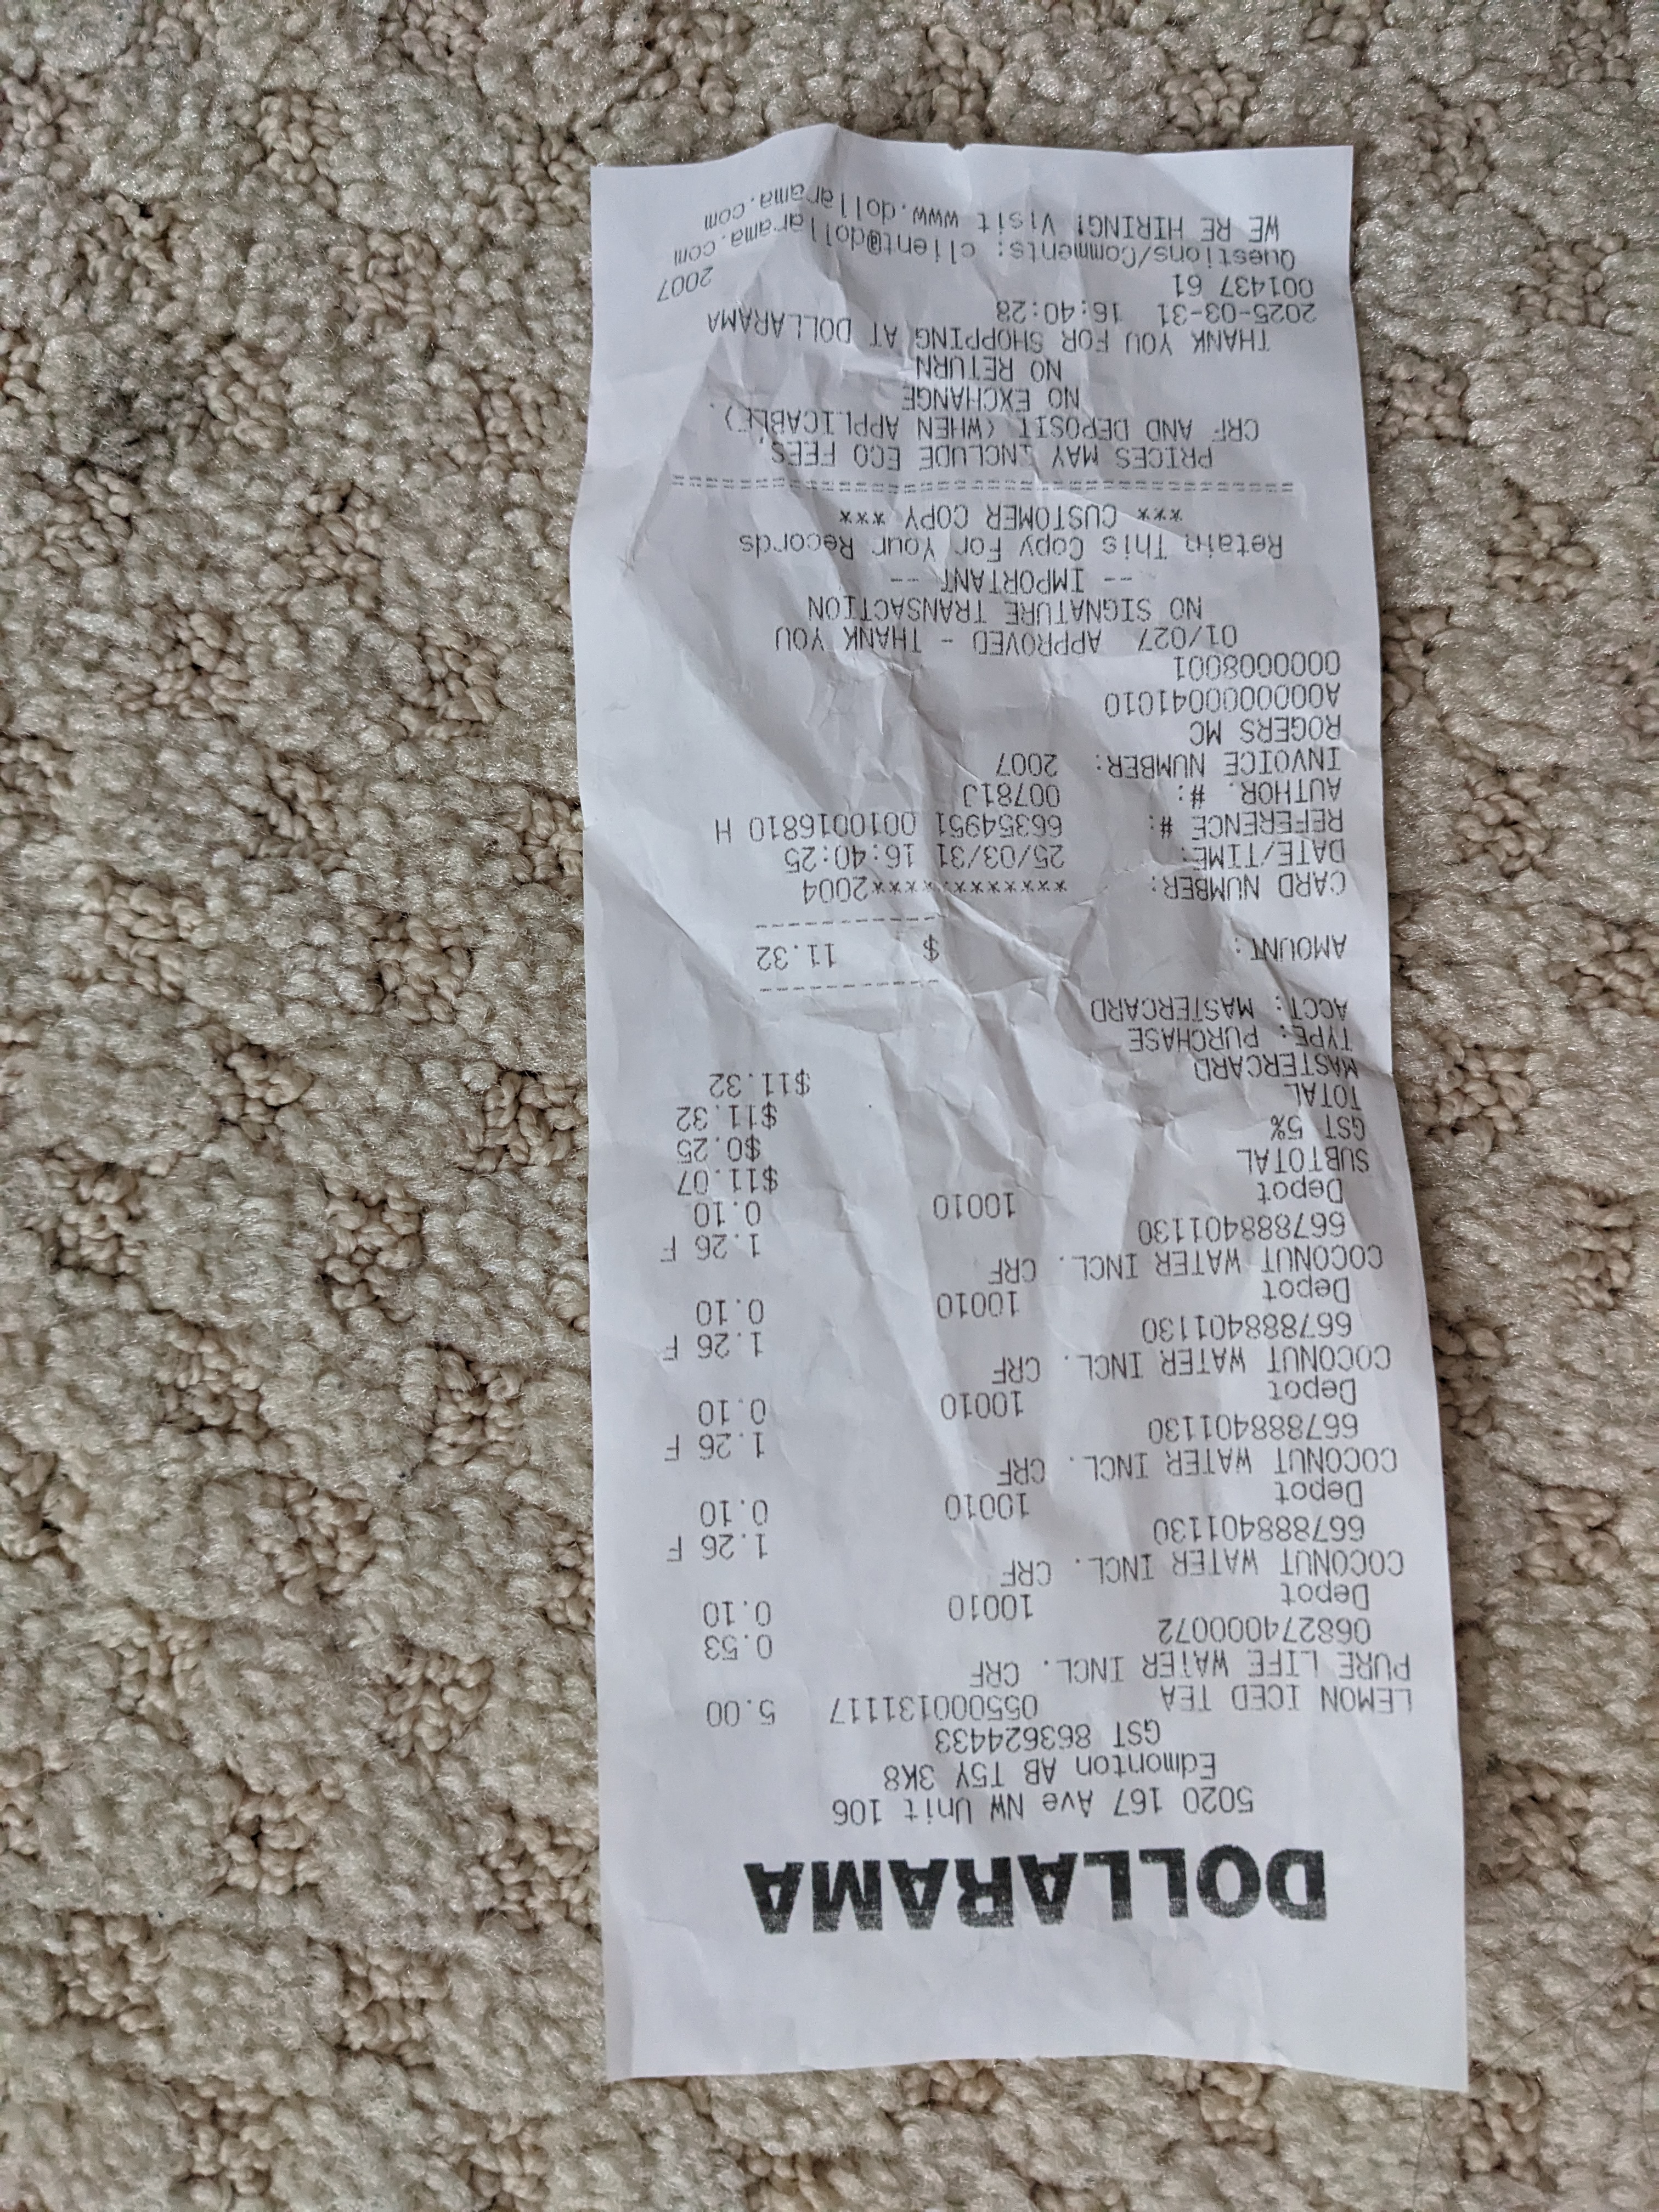 DOLLARAMA
5020 167 Ave NW Unit 106
Edmonton AB T5Y 3K8
GST 863624433
LEMON ICED TEA 055000131117 5.00
PURE LIFE WATER INCL. CRF
068274000072 0.53
Depot 10010 0.10
COCONUT WATER INCL. CRF
667888401130 1.26 F
Depot 10010 0.10
COCONUT WATER INCL. CRF
667888401130 1.26 F
Depot 10010 0.10
COCONUT WATER INCL. CRF
667888401130 1.26 F
Depot 10010 0.10
COCONUT WATER INCL. CRF
667888401130 1.26 F
Depot 10010 0.10
SUBTOTAL $11.07
GST 5% $0.25
TOTAL $11.32
MASTERCARD $11.32
TYPE: PURCHASE
ACCT: MASTERCARD
AMOUNT: $ 11.32
CARD NUMBER: ************2004
DATE/TIME: 25/03/31 16:40:25
REFERENCE #: 66354951 0010016810 H
AUTHOR. #: 00781J
INVOICE NUMBER: 2007
ROGERS MC
A0000000041010
0000008001
01/027 APPROVED - THANK YOU
NO SIGNATURE TRANSACTION
-- IMPORTANT --
Retain This Copy For Your Records
*** CUSTOMER COPY ***
=====================================
PRICES MAY INCLUDE ECO FEES,
CRF AND DEPOSIT (WHEN APPLICABLE).
NO EXCHANGE
NO RETURN
THANK YOU FOR SHOPPING AT DOLLARAMA
2025-03-31 16:40:28
001437 61 2007
Questions/Comments: client@dollarama.com
WE RE HIRING! Visit www.dollarama.com